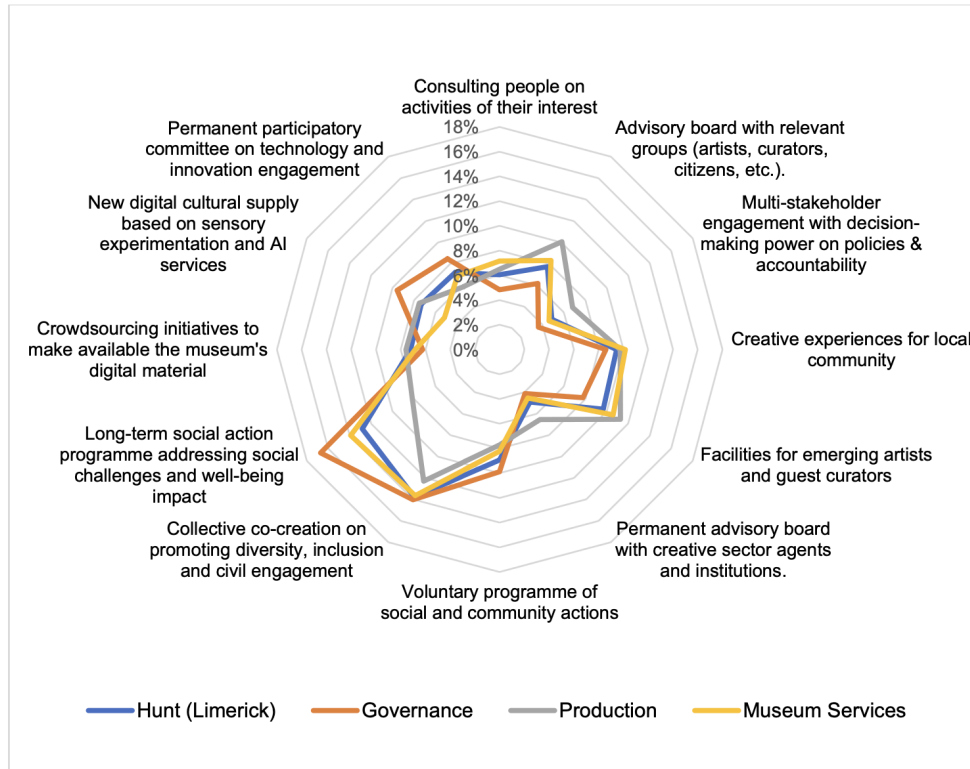 Consulting people on
activities of their interest
Advisory board with relevant
groups (artists, curators,
citizens, etc.).
Multi-stakeholder
engagement with decision-
making power on policies &
accountability
Creative experiences for local
community
Facilities for emerging artists
and guest curators
Permanent advisory board
with creative sector agents
and institutions.
Voluntary programme of
social and community actions
Collective co-creation on
promoting diversity, inclusion
and civil engagement
Long-term social action
programme addressing social
challenges and well-being
impact
Crowdsourcing initiatives to
make available the museum's
digital material
New digital cultural supply
based on sensory
experimentation and AI
services
Permanent participatory
committee on technology and
innovation engagement
18%
16%
14%
12%
10%
8%
6%
4%
2%
0%
Hunt (Limerick)
Governance
Production
Museum Services